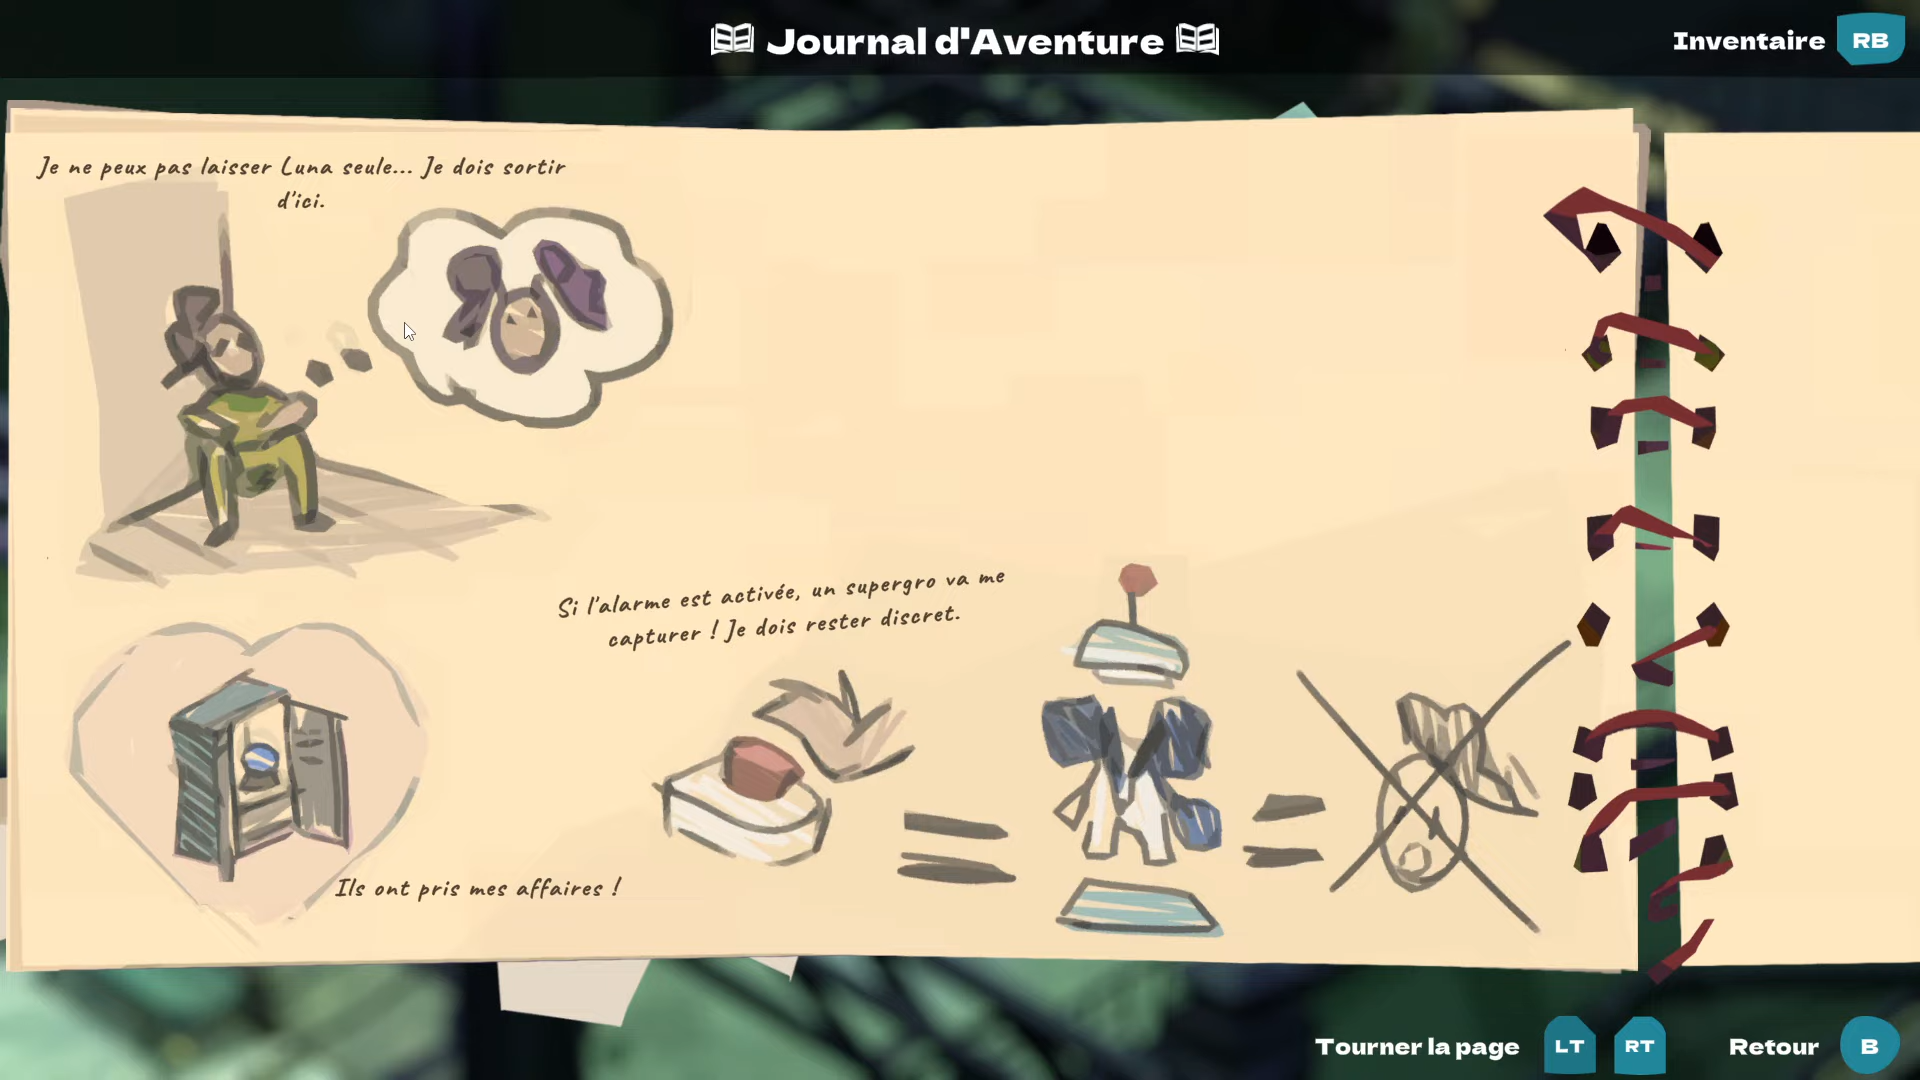 Journal d'Aventure
Inventaire RB
Je ne peux pas laisser Luna seule... Je dois sortir
d'ici.
Si l'alarme est activée, un supergro va me
capturer ! Je dois rester discret.
Ils ont pris mes affaires !
Tourner la page LT RT Retour B